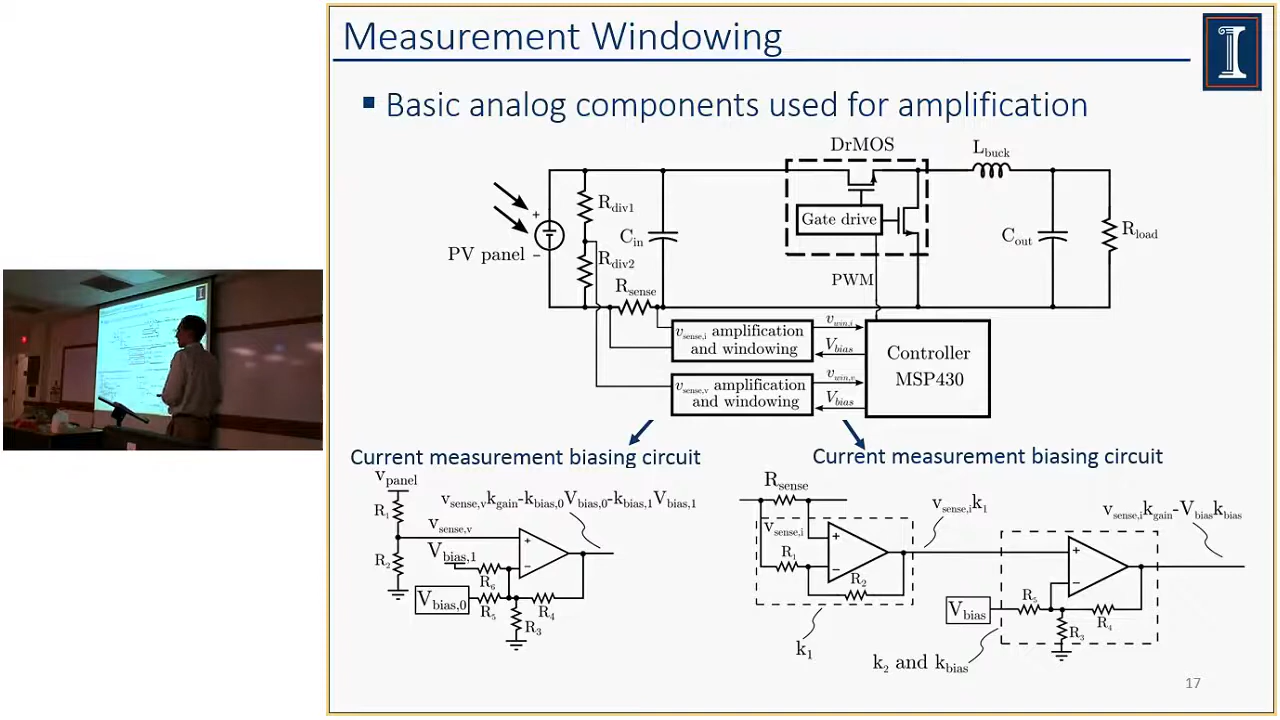 Measurement Windowing
I
▪ Basic analog components used for amplification
DrMOS
L_buck
R_div1
+
Gate drive
C_in
PV panel
−
R_div2
C_out
R_load
R_sense
PWM
v_sense,i amplification
and windowing
v_win,i
V_bias
Controller
MSP430
v_sense,v amplification
and windowing
v_win,v
V_bias
Current measurement biasing circuit
v_panel
v_sense,v k_gain-k_bias,0 V_bias,0-k_bias,1 V_bias,1
R_1
v_sense,v
+
−
R_2
V_bias,1
R_6
V_bias,0
R_5
R_4
R_3
Current measurement biasing circuit
R_sense
v_sense,i k_1
v_sense,i k_gain-V_bias k_bias
v_sense,i
+
−
R_1
R_2
k_1
+
−
V_bias
R_5
R_4
R_3
k_2 and k_bias
17